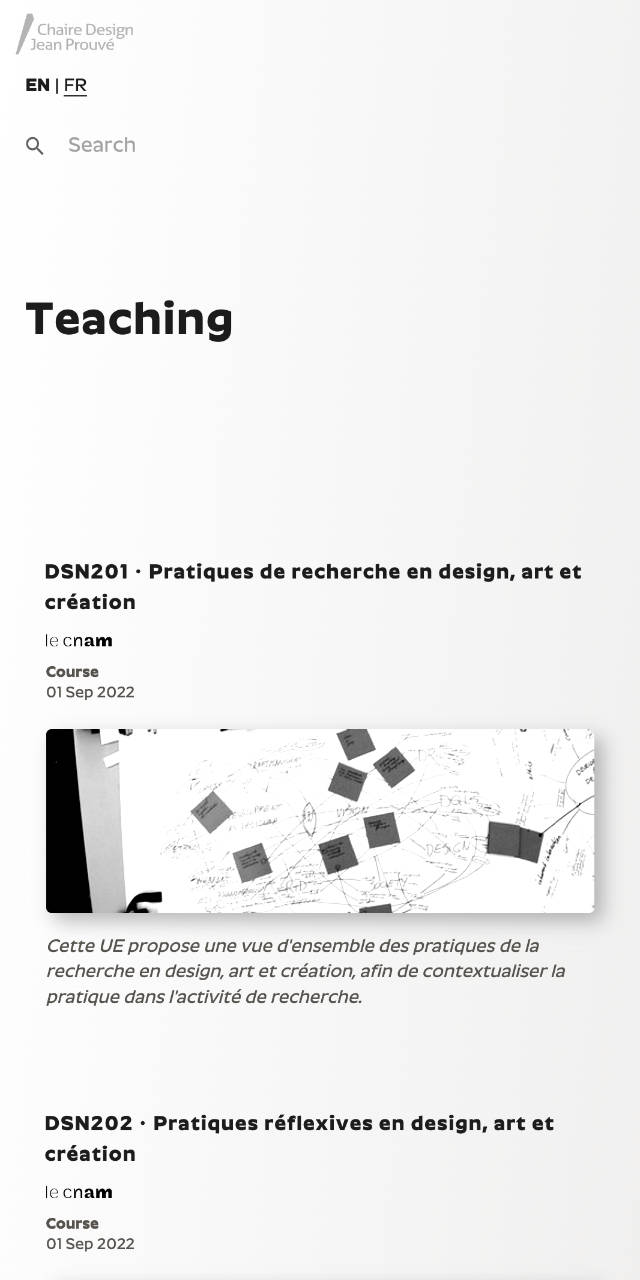 Chaire Design
Jean Prouvé
EN | FR
Search
Teaching
DSN201 · Pratiques de recherche en design, art et
création
le cnam
Course
01 Sep 2022
DESIGN
Cette UE propose une vue d'ensemble des pratiques de la
recherche en design, art et création, afin de contextualiser la
pratique dans l'activité de recherche.
DSN202 · Pratiques réflexives en design, art et
création
le cnam
Course
01 Sep 2022